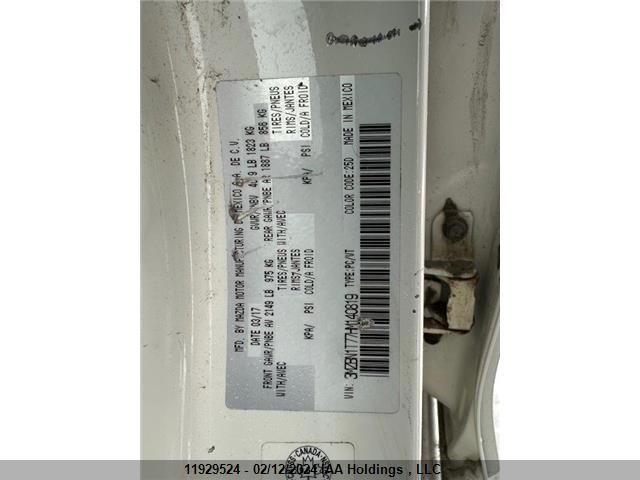 MFD. BY MAZDA MOTOR MANUFACTURING DE MEXICO S.A. DE C.V.
DATE 03/17 GVWR/PNBV 4019 LB 1823 KG
FRONT GAWR/PNBE AV 2149 LB 975 KG REAR GAWR/PNBE AR 1887 LB 856 KG
WITH/AVEC TIRES/PNEUS WITH/AVEC TIRES/PNEUS
RIMS/JANTES RIMS/JANTES
KPA/ PSI COLD/A FROID KPA/ PSI COLD/A FROID
VIN: 3MZBN1T77HM140819 TYPE:PC/VT COLOR CODE:25D MADE IN MEXICO
CANADA
11929524 - 02/12/2024 IAA Holdings , LLC.